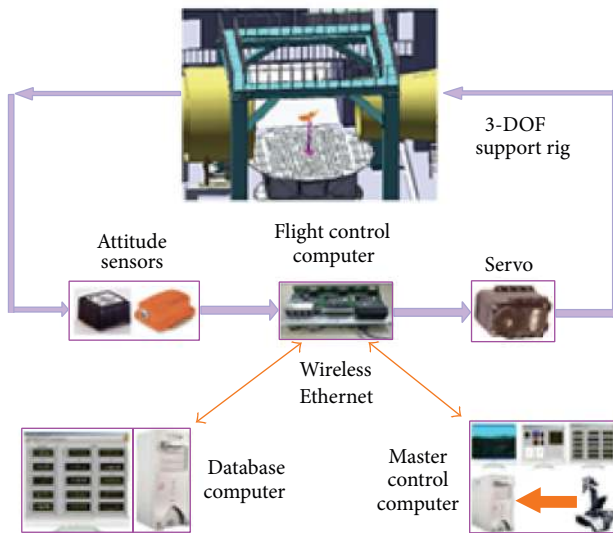 3-DOF
support rig
Attitude
sensors
Flight control
computer
Servo
Wireless
Ethernet
Database
computer
Master
control
computer